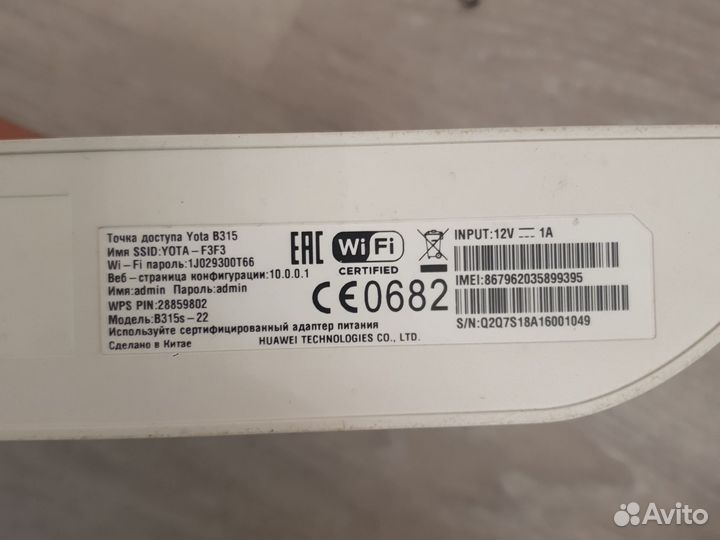 Точка доступа Yota B315
Имя SSID:YOTA-F3F3
Wi-Fi пароль:1J029300T66
Веб-страница конфигурации:10.0.0.1
Имя:admin Пароль:admin
WPS PIN:28859802
Модель:B315s-22
Используйте сертифицированный адаптер питания
Сделано в Китае
HUAWEI TECHNOLOGIES CO., LTD.
EAC
Wi Fi
CERTIFIED
CE0682
INPUT:12V 1A
IMEI:867962035899395
S/N:Q2Q7S18A16001049
Avito